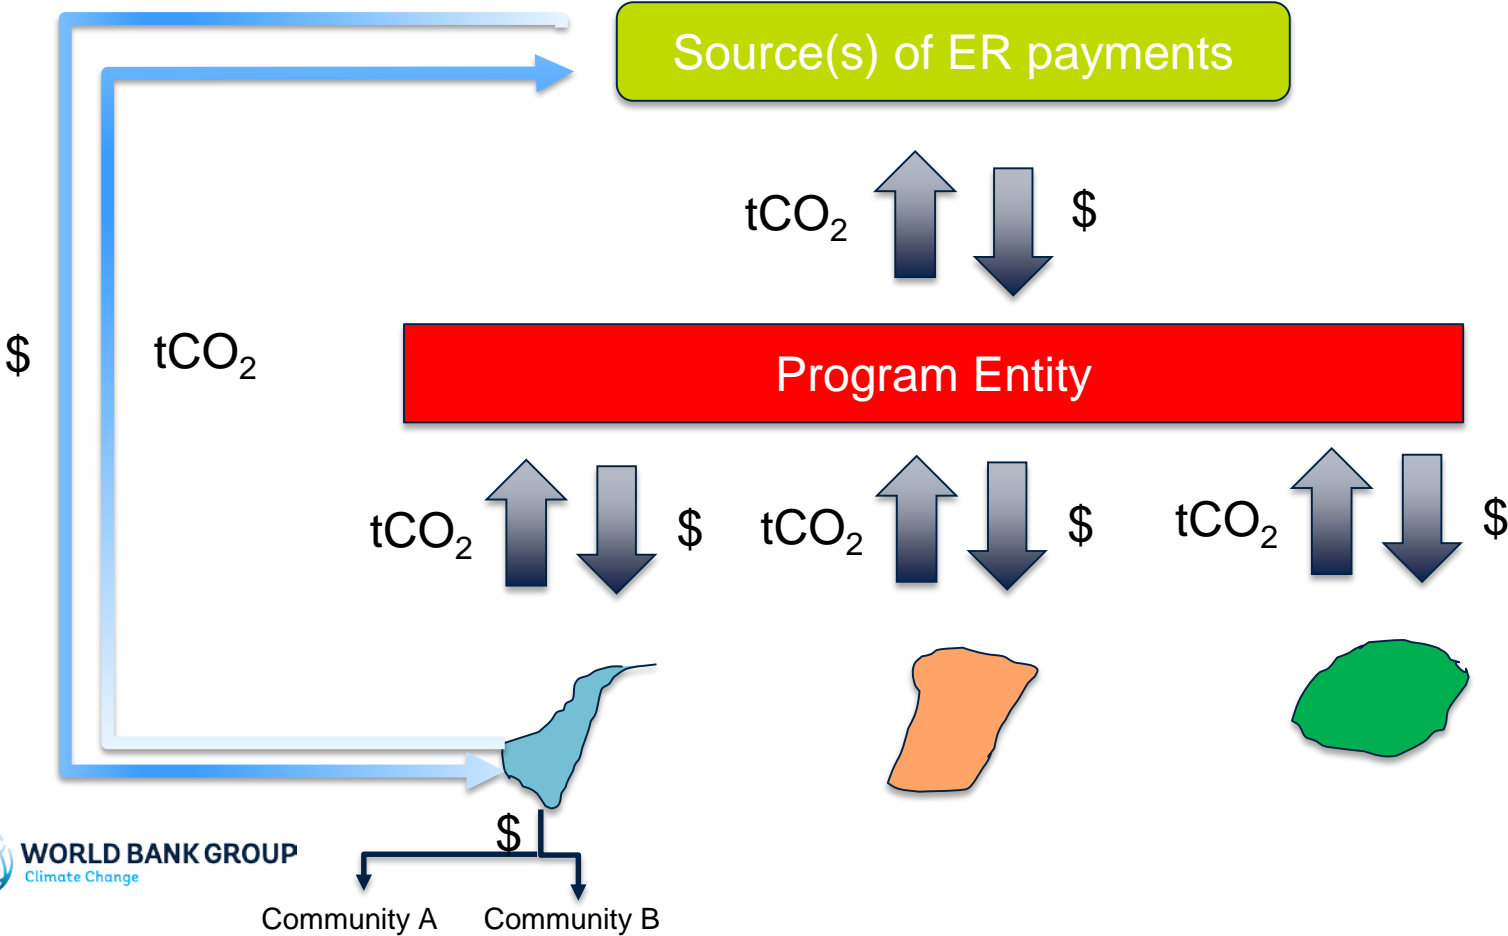 Source(s) of ER payments
tCO₂ $
$ tCO₂
Program Entity
tCO₂ $ tCO₂ $ tCO₂ $
$
WORLD BANK GROUP
Climate Change
Community A Community B